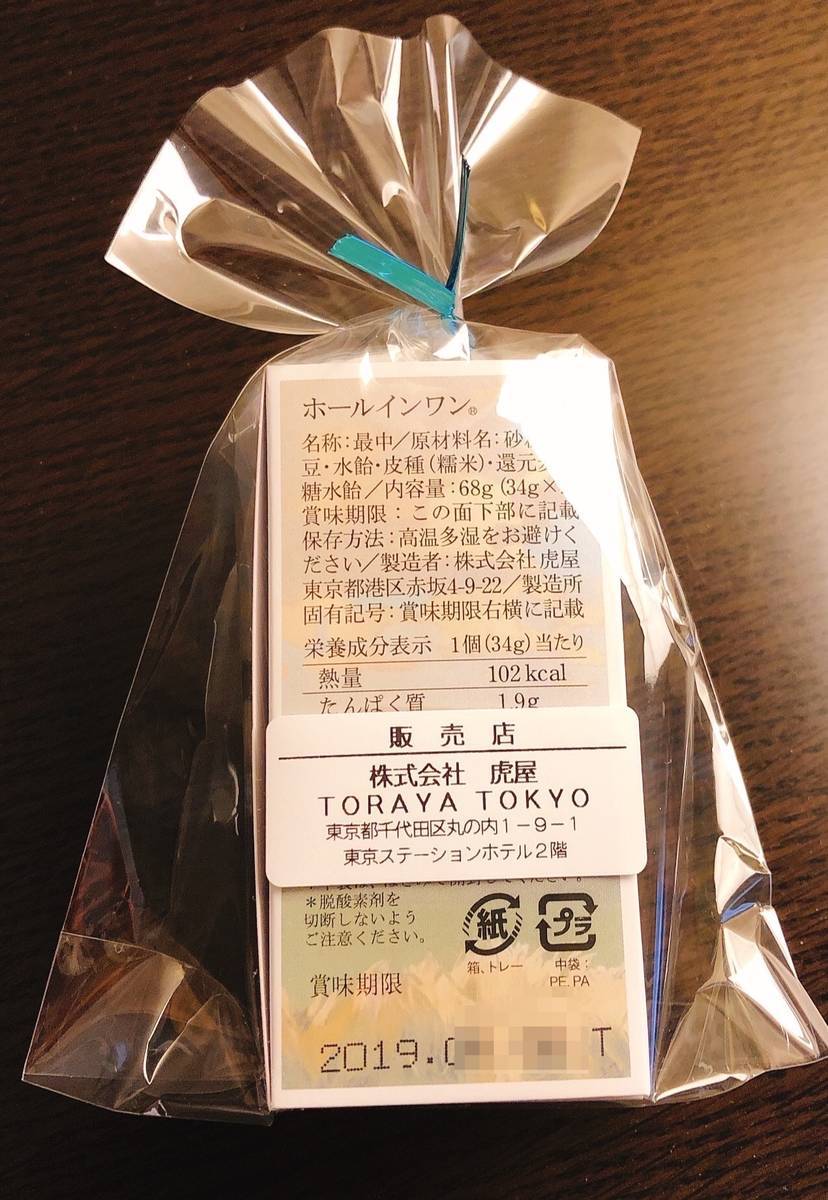 ホールインワン®
名称：最中／原材料名：砂
豆・水飴・皮種（糯米）・還元
糖水飴／内容量：68g（34g×
賞味期限：この面下部に記載
保存方法：高温多湿をお避けく
ださい／製造者：株式会社 虎屋
東京都港区赤坂4-9-22／製造所
固有記号：賞味期限右横に記載
栄養成分表示 1個（34g）当たり
熱量 102kcal
たんぱく質 1.9g
販売店
株式会社 虎屋
TORAYA TOKYO
東京都千代田区丸の内１－９－１
東京ステーションホテル２階
＊脱酸素剤を
切断しないよう
ご注意ください。
紙 プラ
箱、トレー 中袋：
PE.PA
賞味期限
2019. T